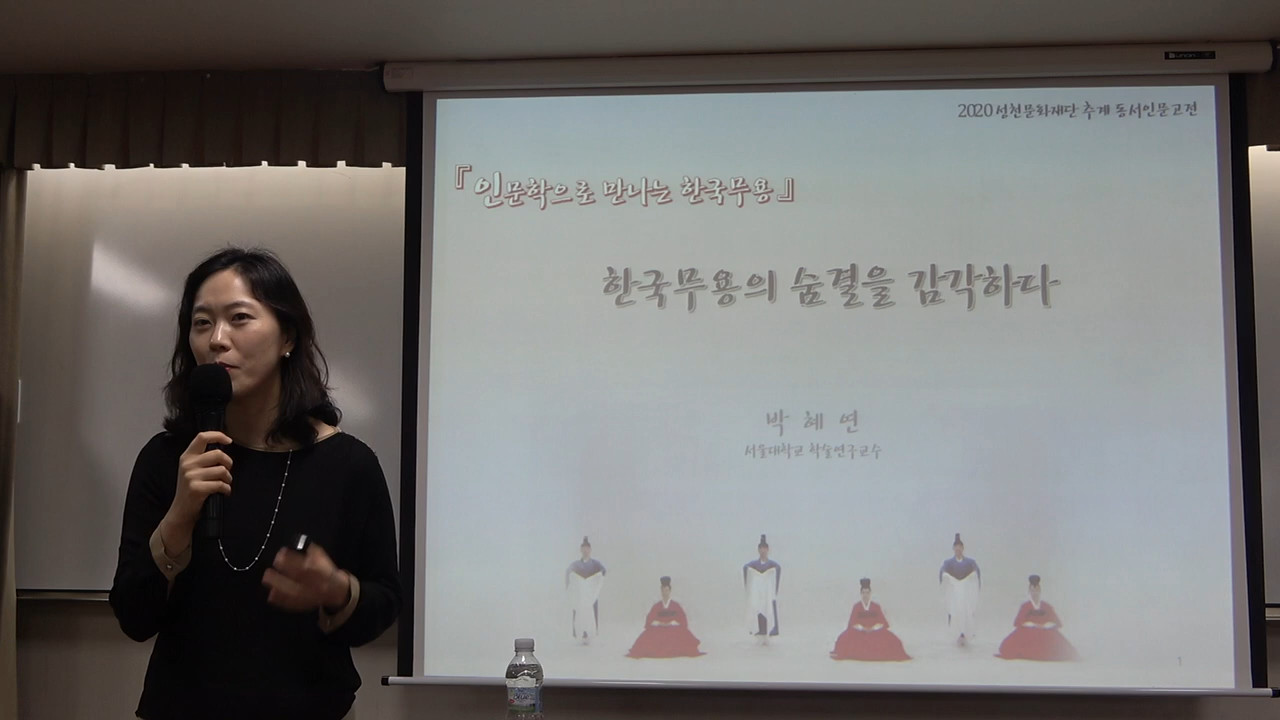 2020 성천문화재단 추계 동서인문고전
『인문학으로 만나는 한국무용』
한국무용의 숨결을 감각하다
박 혜 연
서울대학교 학술연구교수
1